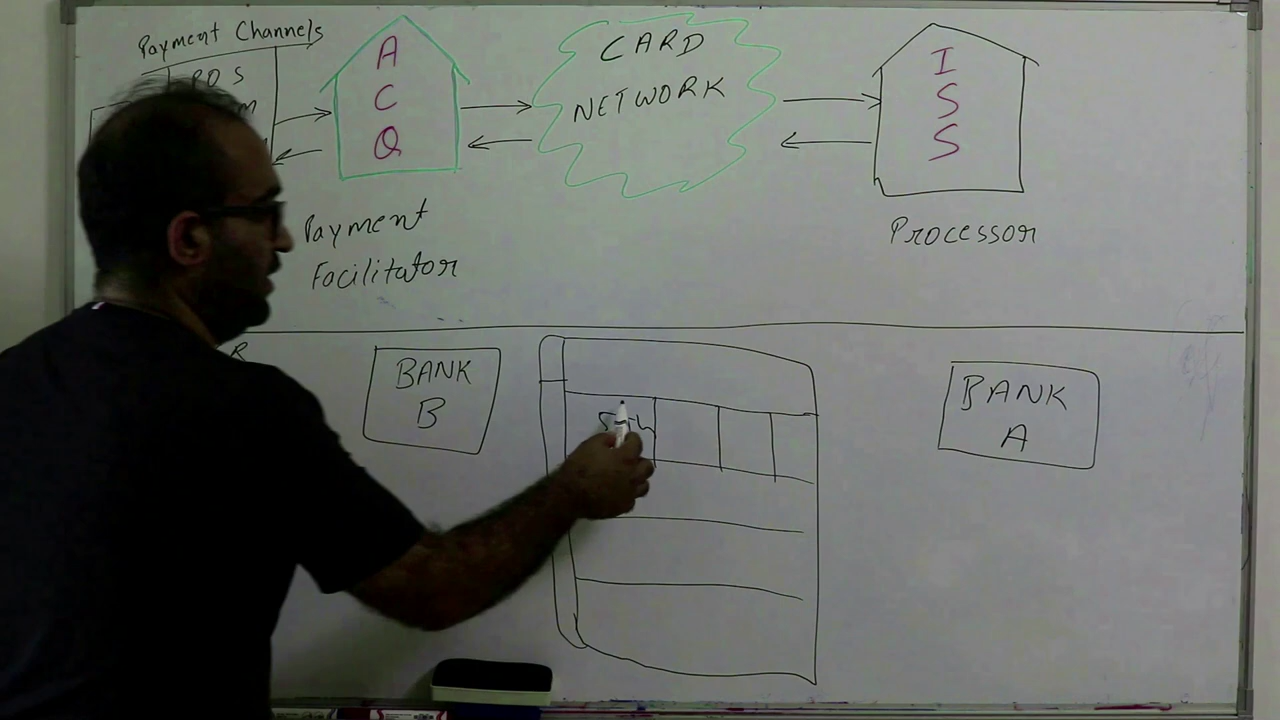 Payment Channels
POS
M
A
C
Q
CARD
NETWORK
I
S
S
Payment
Facilitator
Processor
R
BANK
B
BANK
A